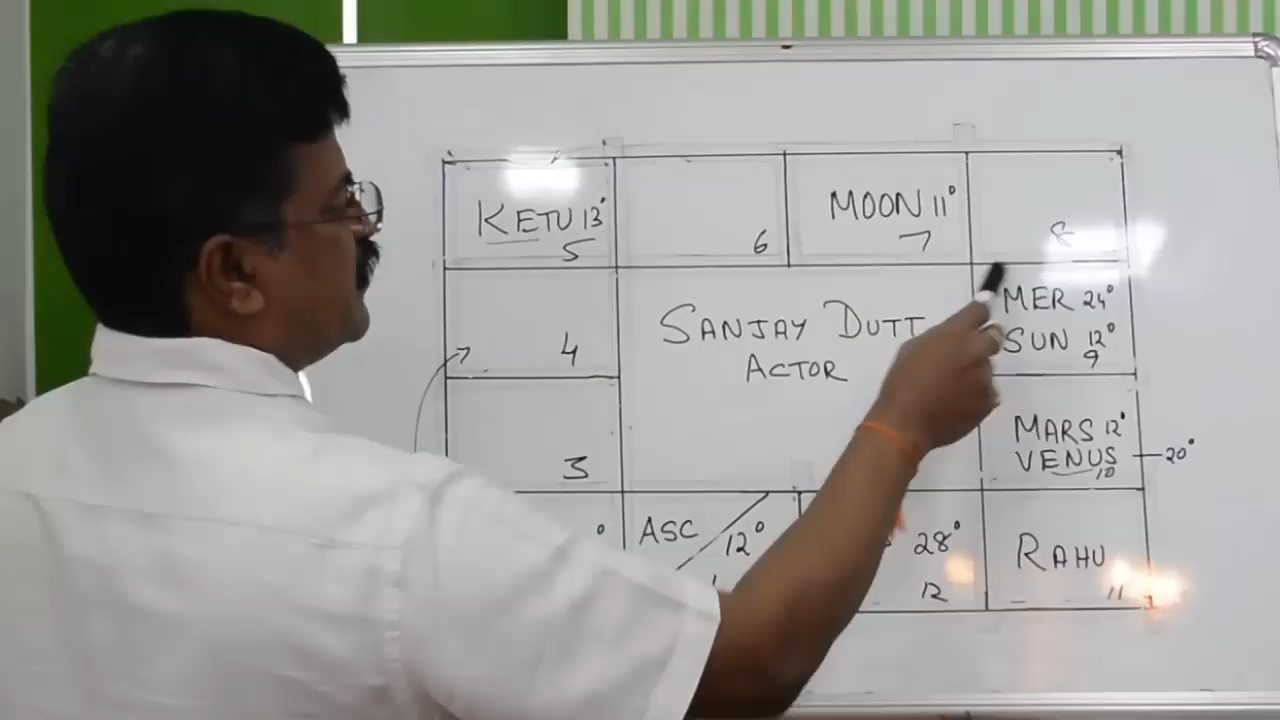 KETU 13°
5
6
MOON 11°
7
8
MER 24°
SUN 12°
9
4
SANJAY DUTT
ACTOR
3
MARS 12°
VENUS
10
20°
ASC
12°
28°
12
RAHU
11